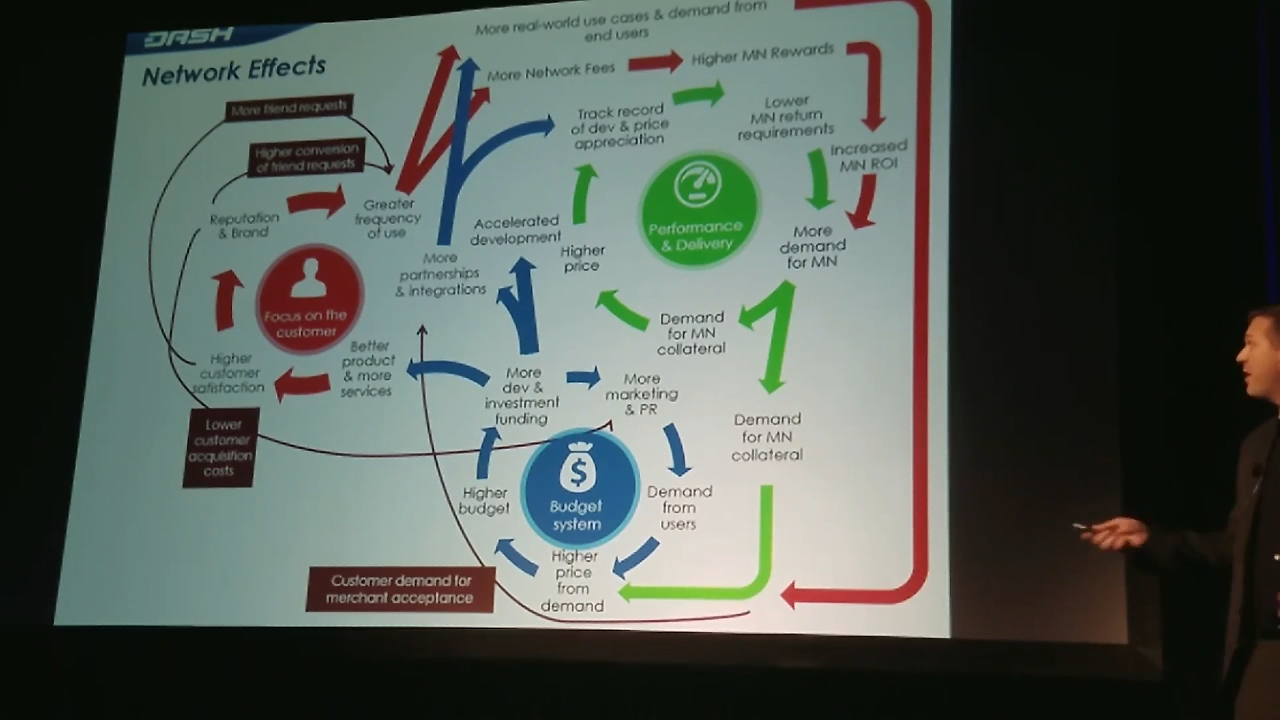 DASH
Network Effects
More real-world use cases & demand from
end users
More Network Fees
Higher MN Rewards
More friend requests
Higher conversion
of friend requests
Track record
of dev & price
appreciation
Lower
MN return
requirements
Increased
MN ROI
Reputation
& Brand
Greater
frequency
of use
Accelerated
development
Higher
price
Performance
& Delivery
More
demand
for MN
More
partnerships
& integrations
Focus on the
customer
Demand
for MN
collateral
Higher
customer
satisfaction
Better
product
& more
services
More
dev &
investment
funding
More
marketing
& PR
Demand
for MN
collateral
Lower
customer
acquisition
costs
$
Budget
system
Higher
budget
Demand
from
users
Higher
price
from
demand
Customer demand for
merchant acceptance